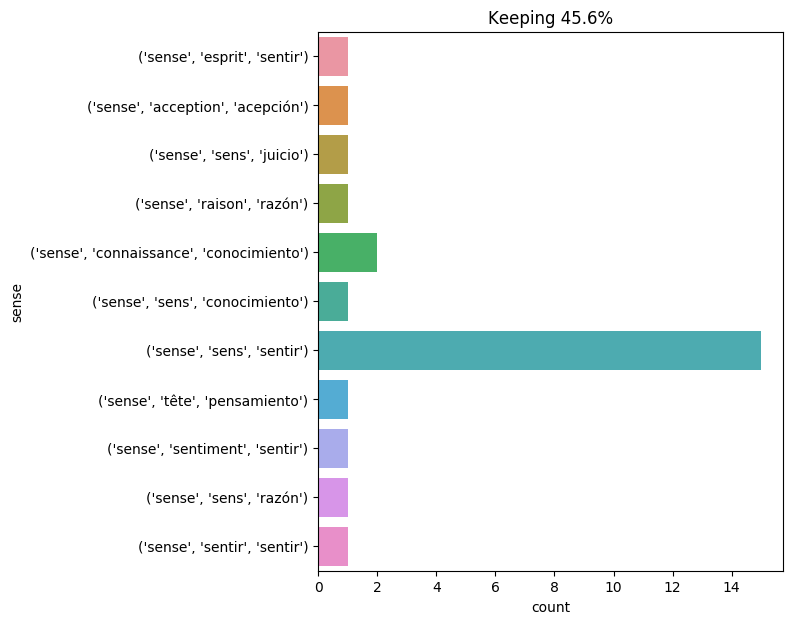 Keeping 45.6%
('sense', 'esprit', 'sentir')
('sense', 'acception', 'acepción')
('sense', 'sens', 'juicio')
('sense', 'raison', 'razón')
('sense', 'connaissance', 'conocimiento')
('sense', 'sens', 'conocimiento')
('sense', 'sens', 'sentir')
('sense', 'tête', 'pensamiento')
('sense', 'sentiment', 'sentir')
('sense', 'sens', 'razón')
('sense', 'sentir', 'sentir')
sense
0 2 4 6 8 10 12 14
count